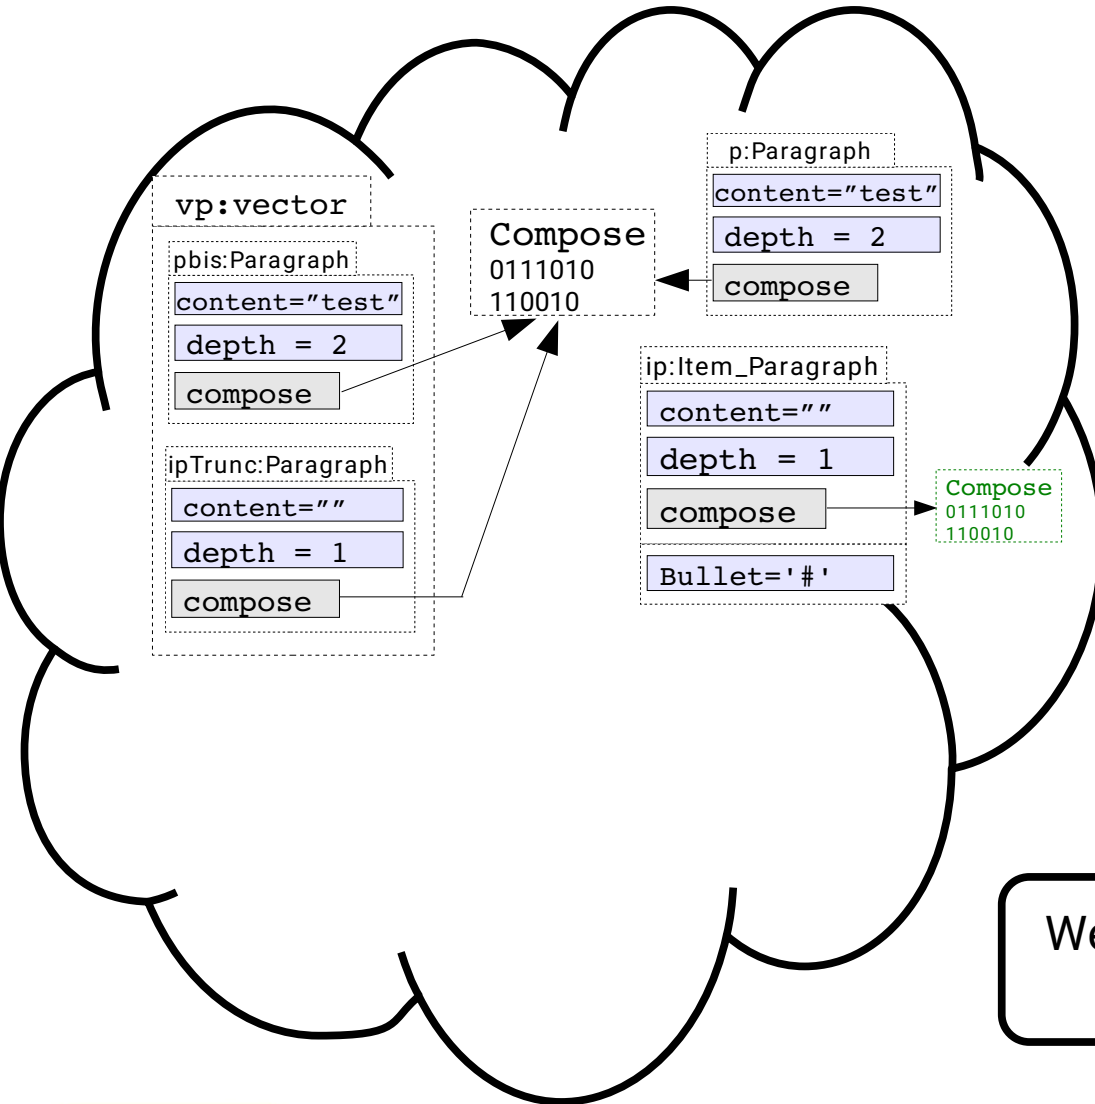 vp:vector
pbis:Paragraph
content=”test”
depth = 2
compose
ipTrunc:Paragraph
content=””
depth = 1
compose
Compose
0111010
110010
p:Paragraph
content=”test”
depth = 2
compose
ip:Item_Paragraph
content=””
depth = 1
compose
Bullet='#'
Compose
0111010
110010